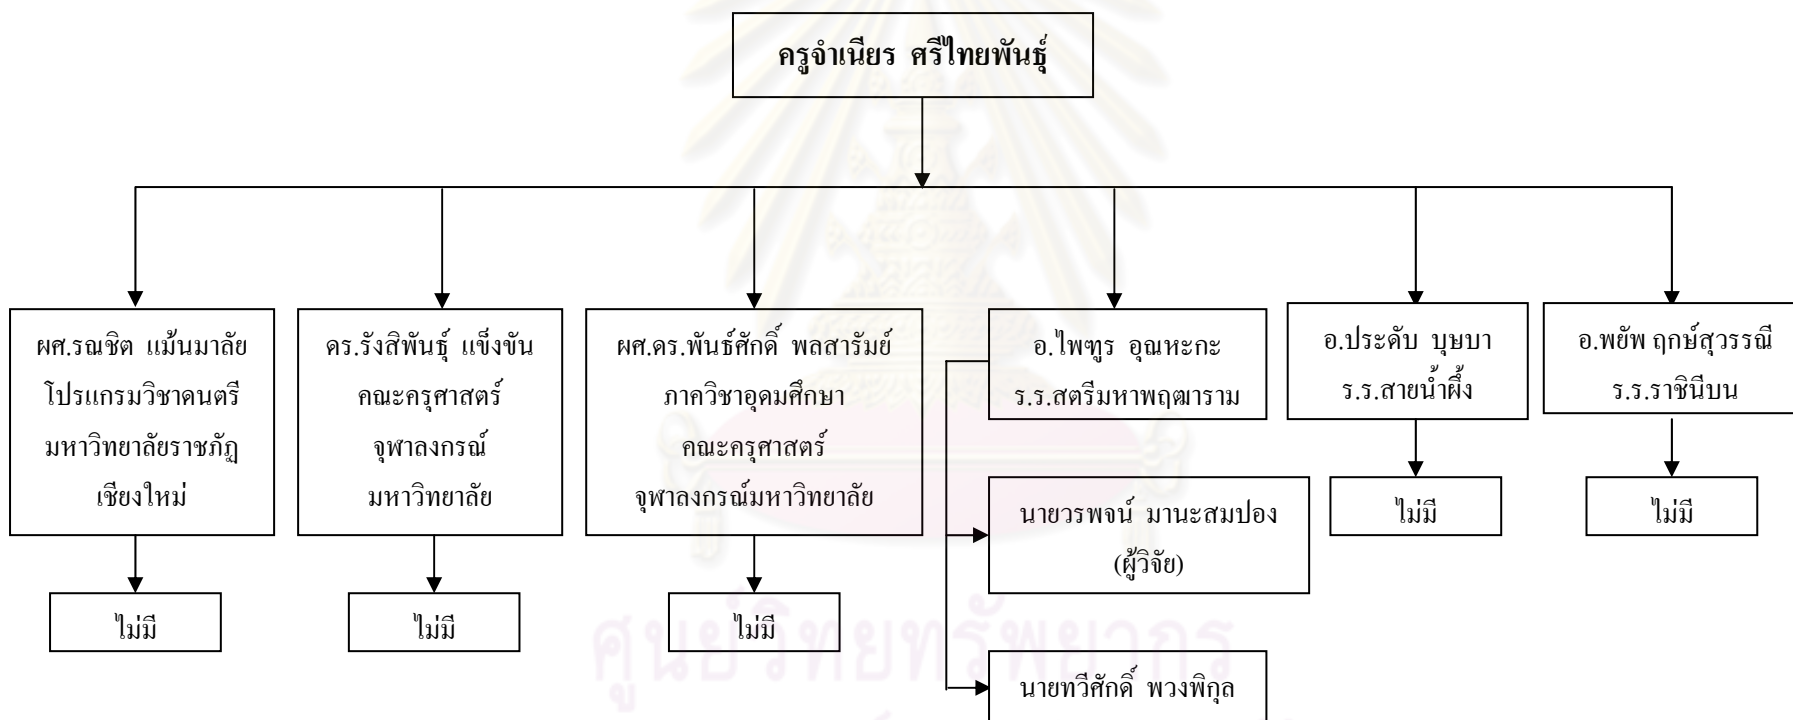 ครูจำเนียร ศรีไทยพันธุ์
ผศ.รณชิต แม้นมาลัย
โปรแกรมวิชาดนตรี
มหาวิทยาลัยราชภัฏ
เชียงใหม่
ไม่มี
ดร.รังสิพันธุ์ แข็งขัน
คณะครุศาสตร์
จุฬาลงกรณ์
มหาวิทยาลัย
ไม่มี
ผศ.ดร.พันธ์ศักดิ์ พลสารัมย์
ภาควิชาอุดมศึกษา
คณะครุศาสตร์
จุฬาลงกรณ์มหาวิทยาลัย
ไม่มี
อ.ไพฑูร อุณหะกะ
ร.ร.สตรีมหาพฤฒาราม
นายวรพจน์ มานะสมปอง
(ผู้วิจัย)
นายทวีศักดิ์ พวงพิกุล
อ.ประดับ บุษบา
ร.ร.สายน้ำผึ้ง
ไม่มี
อ.พยัพ ฤกษ์สุวรรณี
ร.ร.ราชินีบน
ไม่มี
ศูนย์วิทยทรัพยากร